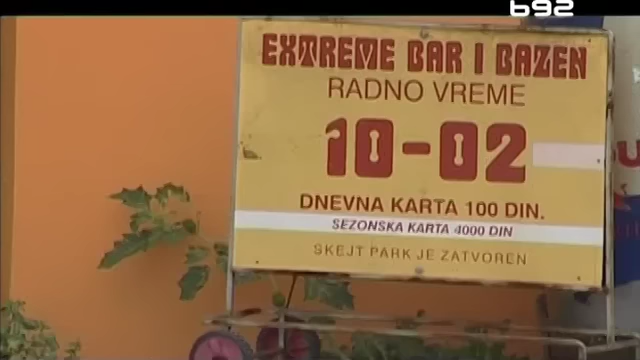 B92
EXTREME BAR I BAZEN
RADNO VREME
10-02
DNEVNA KARTA 100 DIN.
SEZONSKA KARTA 4000 DIN
SKEJT PARK JE ZATVOREN